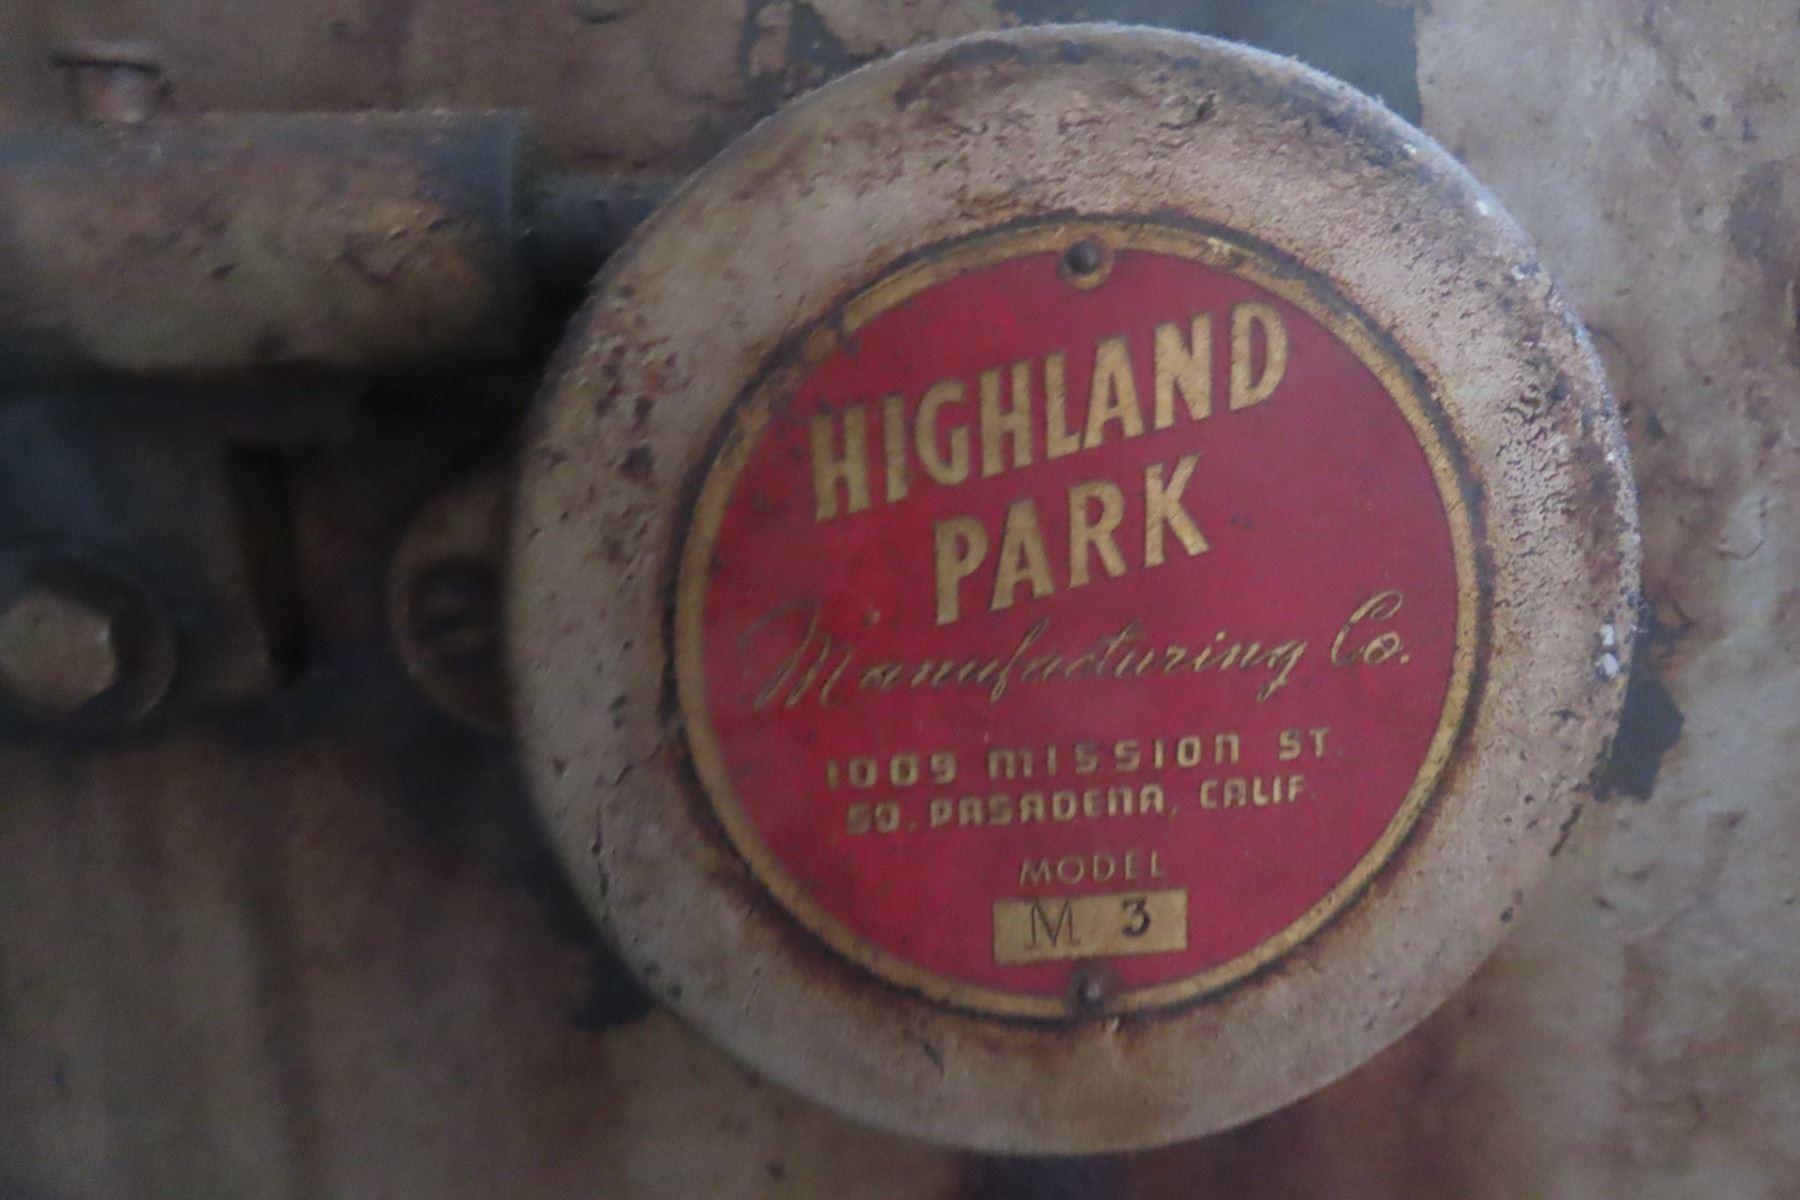 HIGHLAND
PARK
Manufacturing Co.
1009 MISSION ST.
SO. PASADENA, CALIF.
MODEL
M 3